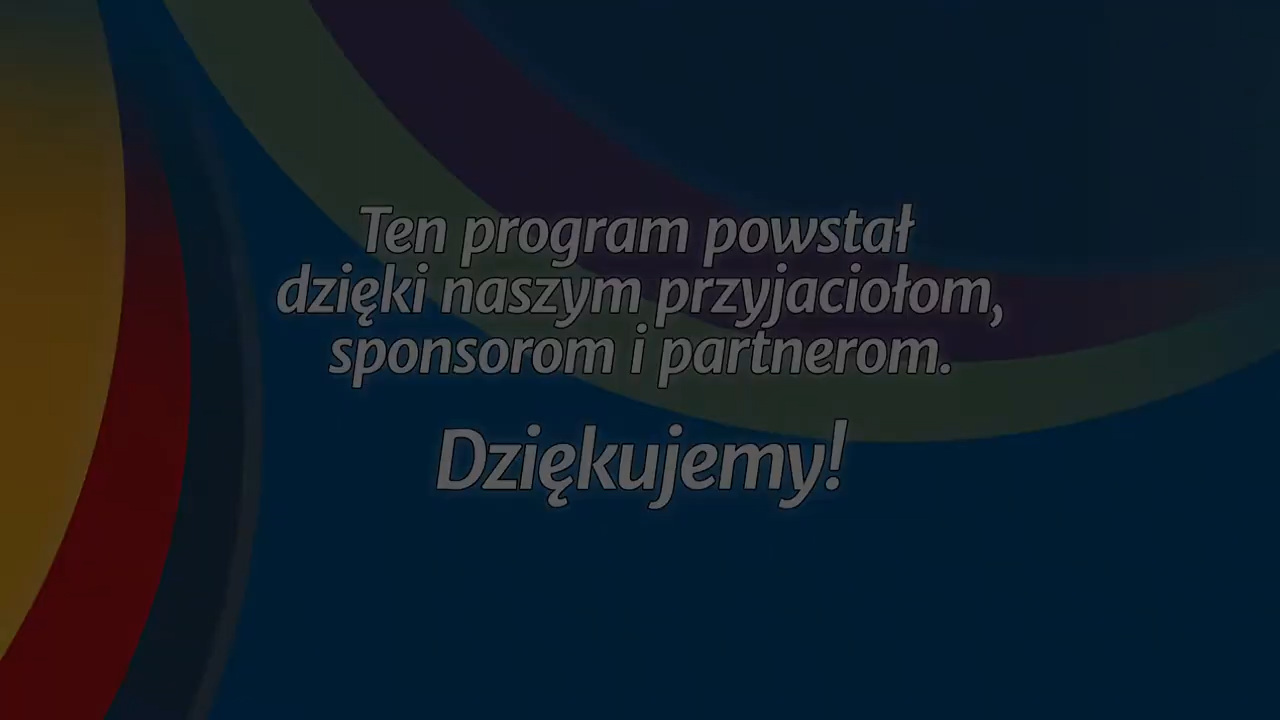 Ten program powstał
dzięki naszym przyjaciołom,
sponsorom i partnerom.
Dziękujemy!